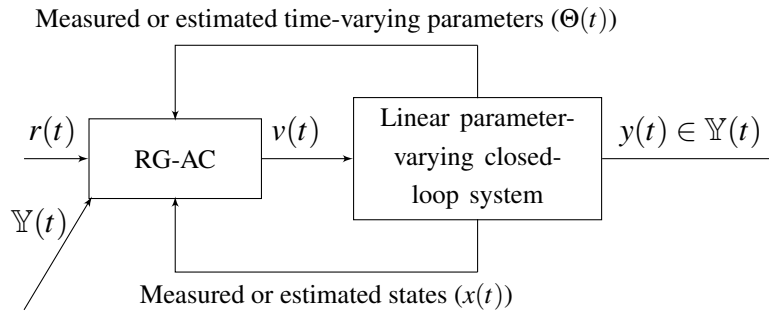 Measured or estimated time-varying parameters (Θ(t))
r(t)
RG-AC
v(t)
Linear parameter-
varying closed-
loop system
y(t) ∈ 𝕐(t)
𝕐(t)
Measured or estimated states (x(t))